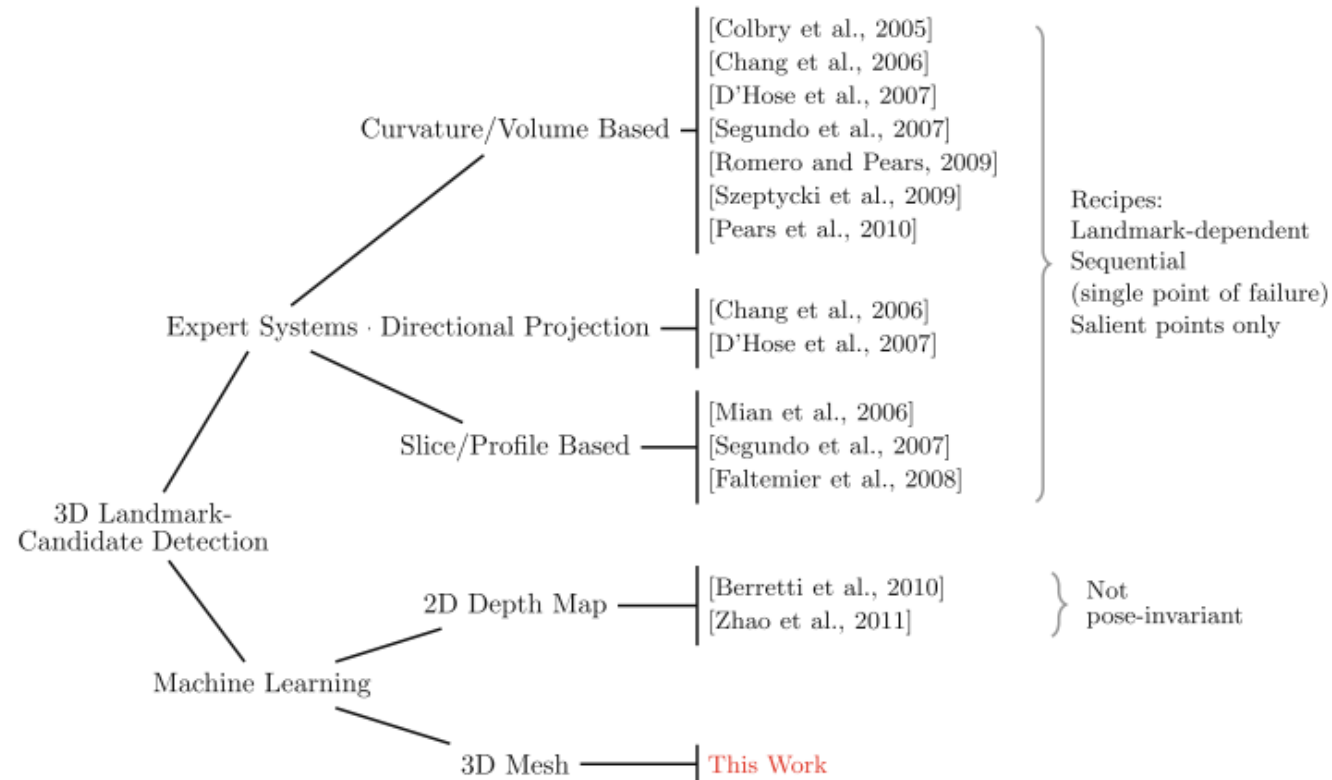 [Colbry et al., 2005]
[Chang et al., 2006]
[D'Hose et al., 2007]
Curvature/Volume Based
[Segundo et al., 2007]
[Romero and Pears, 2009]
[Szeptycki et al., 2009]
[Pears et al., 2010]
Recipes:
Landmark-dependent
Sequential
(single point of failure)
Salient points only
Expert Systems
Directional Projection
[Chang et al., 2006]
[D'Hose et al., 2007]
Slice/Profile Based
[Mian et al., 2006]
[Segundo et al., 2007]
[Faltemier et al., 2008]
3D Landmark-
Candidate Detection
2D Depth Map
[Berretti et al., 2010]
[Zhao et al., 2011]
Not
pose-invariant
Machine Learning
3D Mesh
This Work